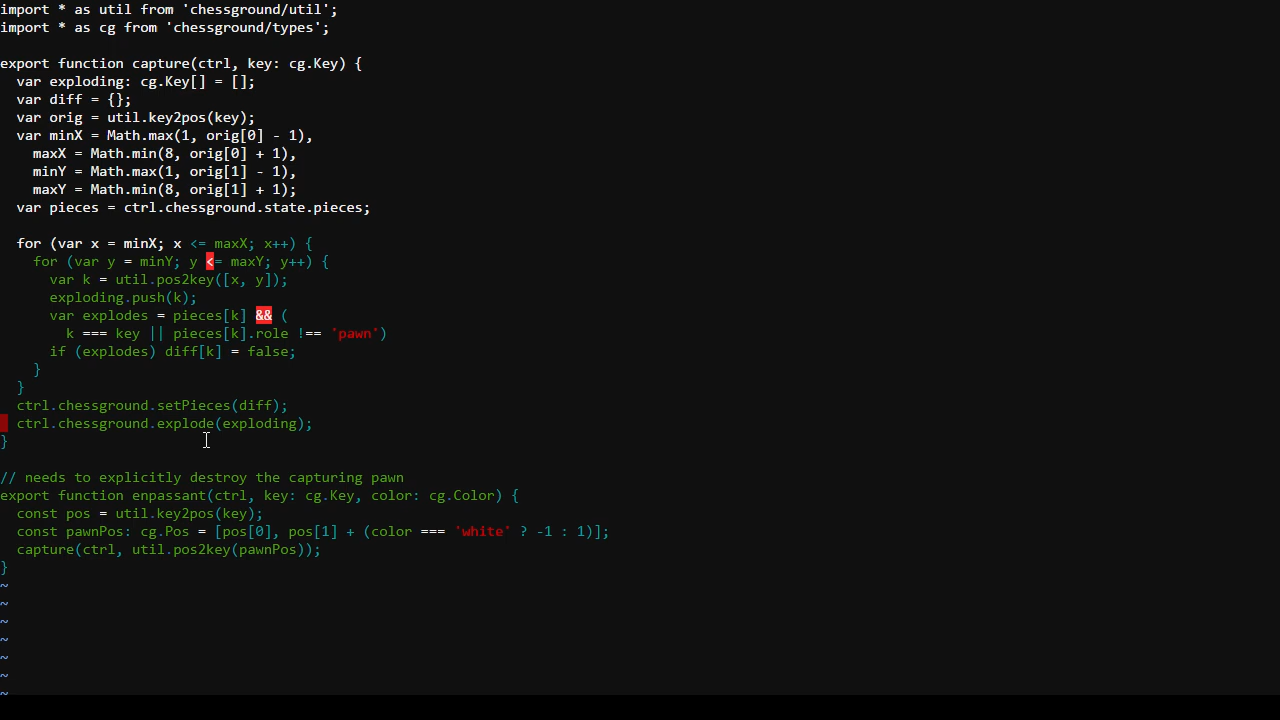 import * as util from 'chessground/util';
import * as cg from 'chessground/types';

export function capture(ctrl, key: cg.Key) {
  var exploding: cg.Key[] = [];
  var diff = {};
  var orig = util.key2pos(key);
  var minX = Math.max(1, orig[0] - 1),
    maxX = Math.min(8, orig[0] + 1),
    minY = Math.max(1, orig[1] - 1),
    maxY = Math.min(8, orig[1] + 1);
  var pieces = ctrl.chessground.state.pieces;

  for (var x = minX; x <= maxX; x++) {
    for (var y = minY; y <= maxY; y++) {
      var k = util.pos2key([x, y]);
      exploding.push(k);
      var explodes = pieces[k] && (
        k === key || pieces[k].role !== 'pawn')
      if (explodes) diff[k] = false;
    }
  }
  ctrl.chessground.setPieces(diff);
  ctrl.chessground.explode(exploding);
}

// needs to explicitly destroy the capturing pawn
export function enpassant(ctrl, key: cg.Key, color: cg.Color) {
  const pos = util.key2pos(key);
  const pawnPos: cg.Pos = [pos[0], pos[1] + (color === 'white' ? -1 : 1)];
  capture(ctrl, util.pos2key(pawnPos));
}
~
~
~
~
~
~
~